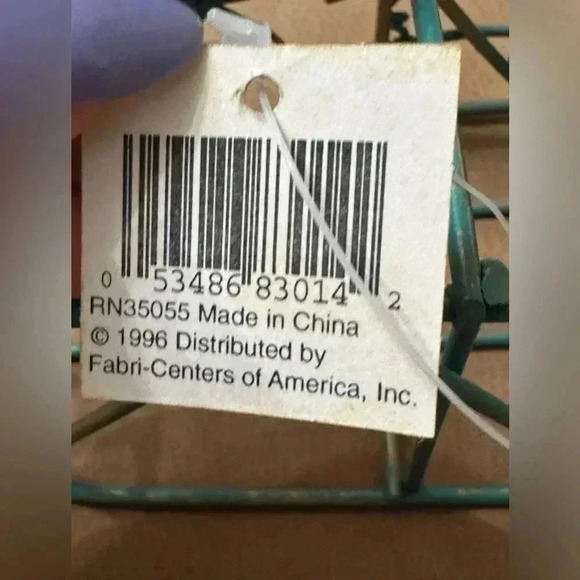 0 53486 83014 2
RN35055 Made in China
© 1996 Distributed by
Fabri-Centers of America, Inc.